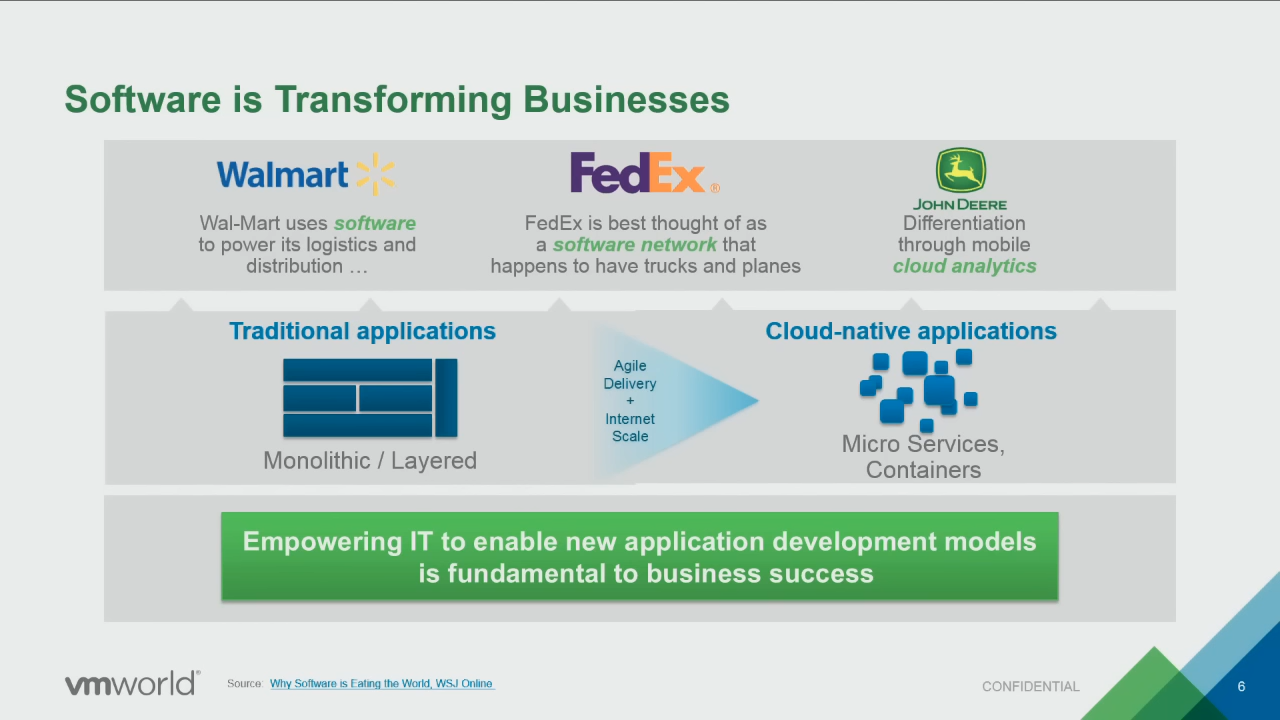 Software is Transforming Businesses
Walmart
Wal-Mart uses software
to power its logistics and
distribution …
FedEx ®
FedEx is best thought of as
a software network that
happens to have trucks and planes
JOHN DEERE
Differentiation
through mobile
cloud analytics
Traditional applications
Monolithic / Layered
Agile
Delivery
+
Internet
Scale
Cloud-native applications
Micro Services,
Containers
Empowering IT to enable new application development models
is fundamental to business success
vmworld®
Source: Why Software is Eating the World, WSJ Online
CONFIDENTIAL
6